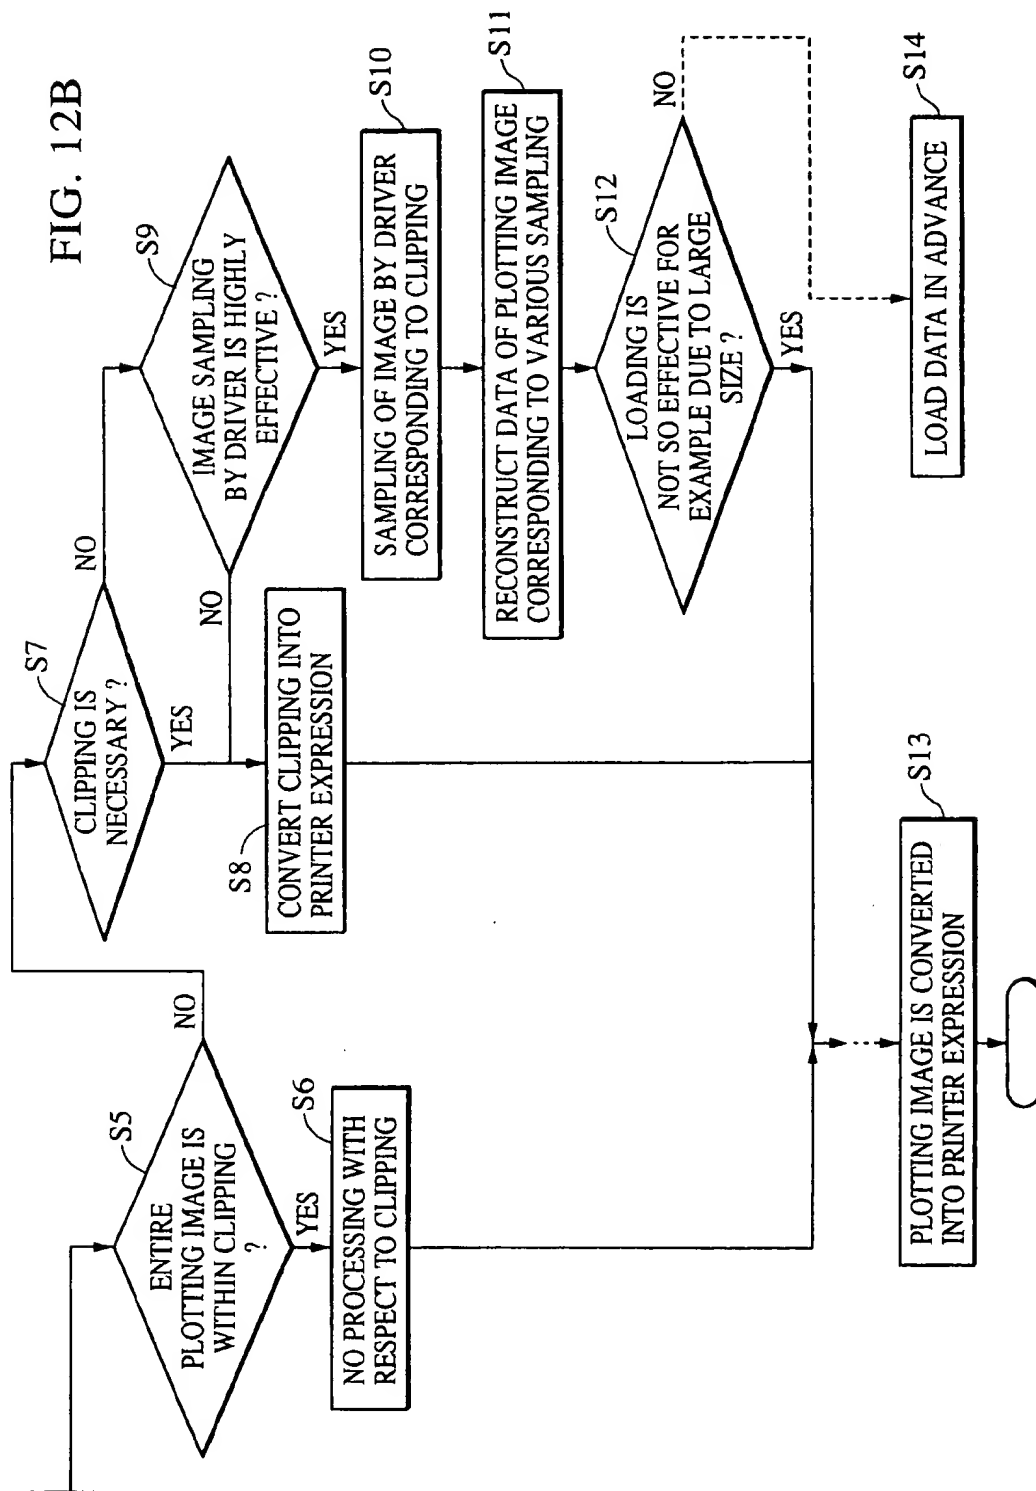 FIG. 12B
S5
ENTIRE
PLOTTING IMAGE IS
WITHIN CLIPPING
?
NO
YES
S6
NO PROCESSING WITH
RESPECT TO CLIPPING
S7
CLIPPING IS
NECESSARY ?
NO
YES
S8
CONVERT CLIPPING INTO
PRINTER EXPRESSION
S9
IMAGE SAMPLING
BY DRIVER IS HIGHLY
EFFECTIVE ?
NO
YES
S10
SAMPLING OF IMAGE BY DRIVER
CORRESPONDING TO CLIPPING
S11
RECONSTRUCT DATA OF PLOTTING IMAGE
CORRESPONDING TO VARIOUS SAMPLING
S12
LOADING IS
NOT SO EFFECTIVE FOR
EXAMPLE DUE TO LARGE
SIZE ?
NO
YES
S13
PLOTTING IMAGE IS CONVERTED
INTO PRINTER EXPRESSION
S14
LOAD DATA IN ADVANCE